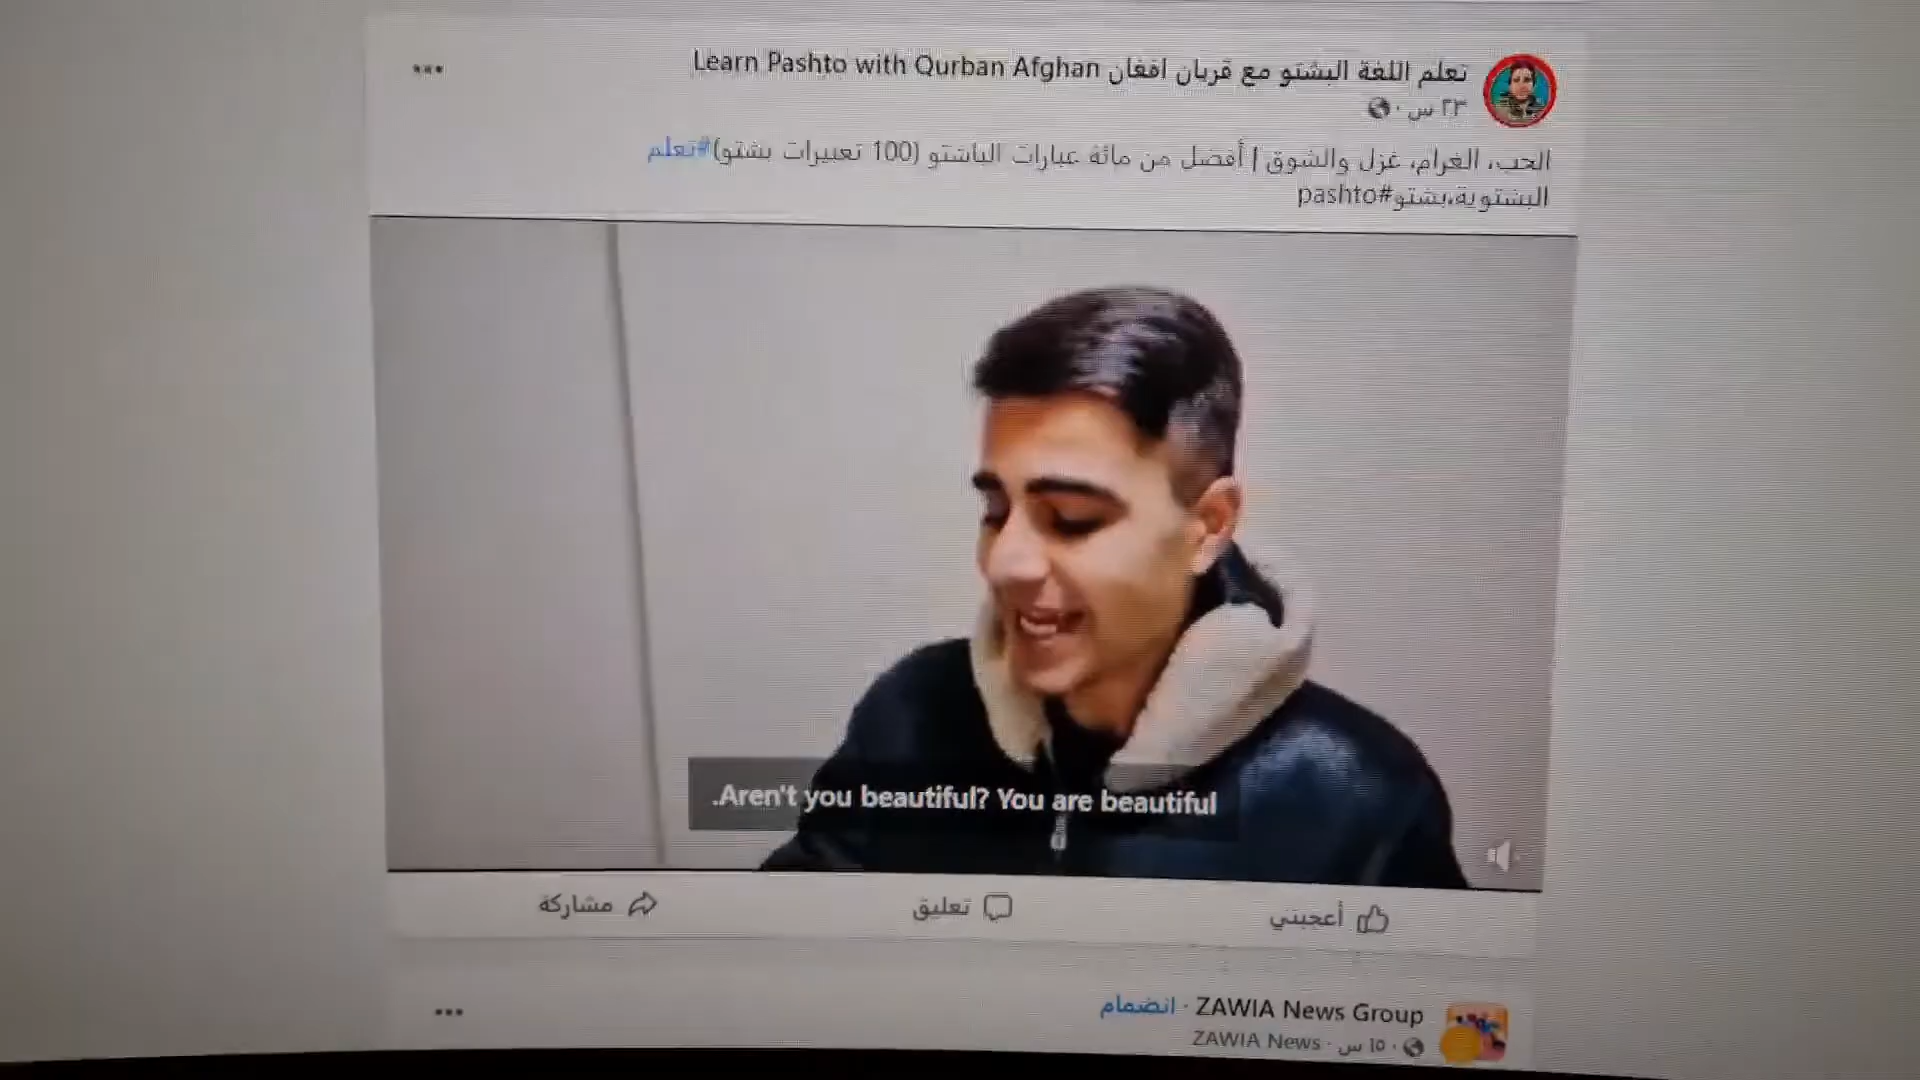 تعلم اللغة البشتو مع قربان افغان Learn Pashto with Qurban Afghan
٢٣ س
الحب، الغرام، غزل والشوق | أفضل من مائة عبارات الباشتو (100 تعبيرات بشتو)#تعلم
البشتوية،بشتو#pashto
.Aren't you beautiful? You are beautiful
أعجبني
تعليق
مشاركة
ZAWIA News Group · انضمام
ZAWIA News · ١٥ س